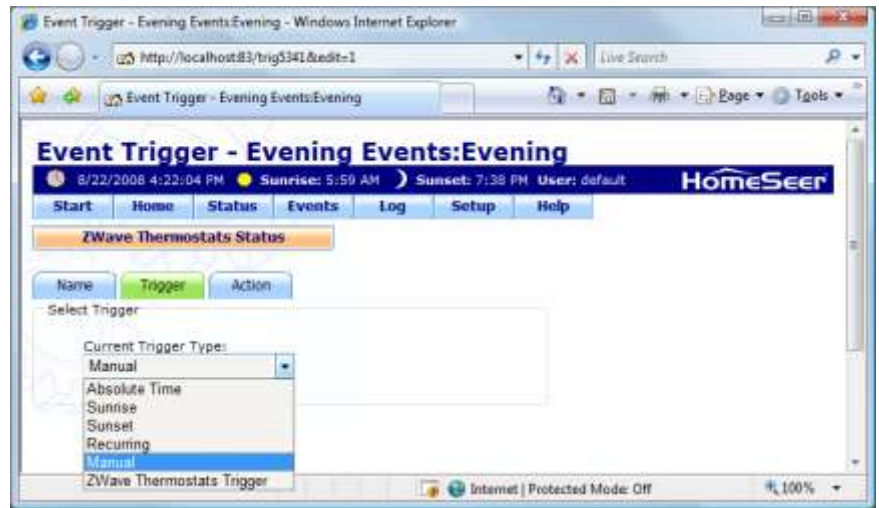 Event Trigger - Evening Events:Evening - Windows Internet Explorer
http://localhost:83/trig5341&edit=1
Live Search
Event Trigger - Evening Events:Evening
Page Tools
Event Trigger - Evening Events:Evening
8/22/2008 4:22:04 PM Sunrise: 5:59 AM Sunset: 7:38 PM User: default HomeSeer
Start Home Status Events Log Setup Help
ZWave Thermostats Status
Name Trigger Action
Select Trigger
Current Trigger Type:
Manual
Absolute Time
Sunrise
Sunset
Recurring
Manual
ZWave Thermostats Trigger
Internet | Protected Mode: Off 100%